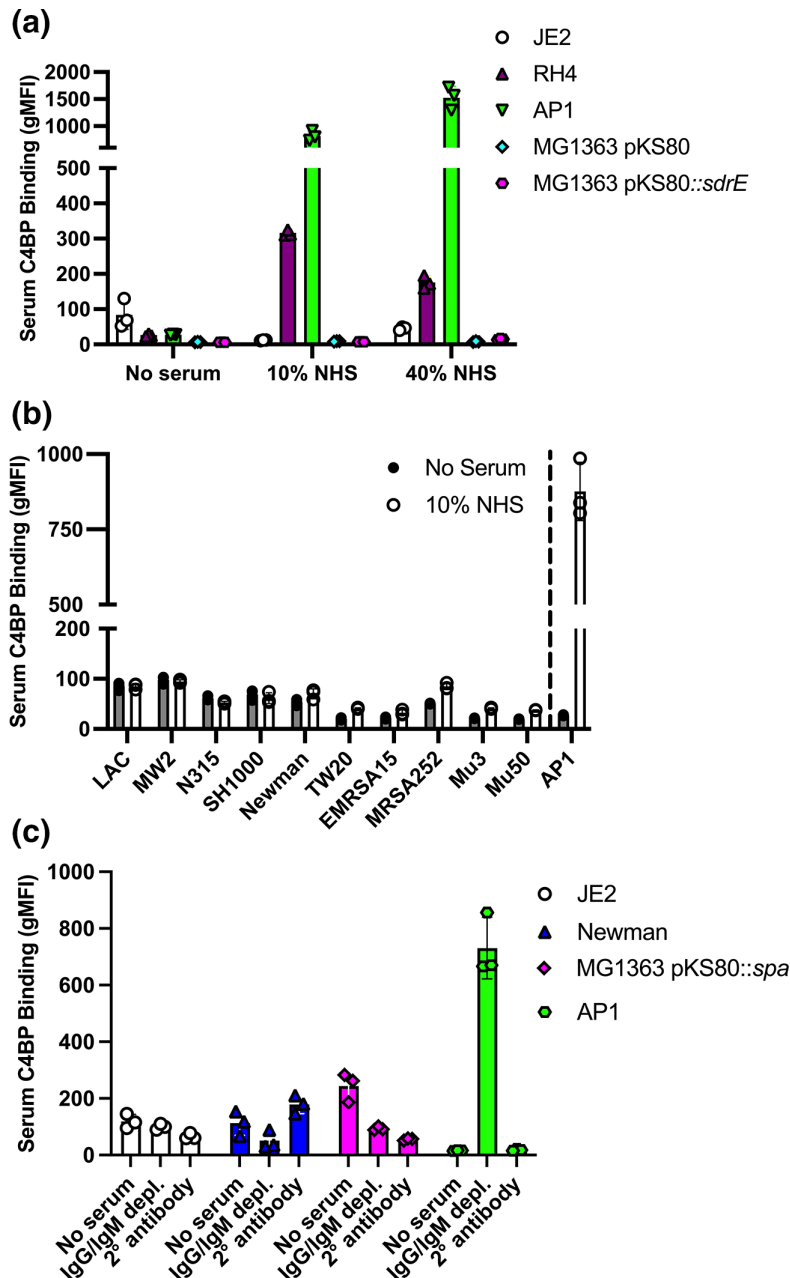 (a)
JE2
RH4
AP1
MG1363 pKS80
MG1363 pKS80::sdrE
Serum C4BP Binding (gMFI)
2000
1500
1000
500
400
300
200
100
0
No serum
10% NHS
40% NHS
(b)
No Serum
10% NHS
Serum C4BP Binding (gMFI)
1000
750
500
200
100
0
LAC
MW2
N315
SH1000
Newman
TW20
EMRSA15
MRSA252
Mu3
Mu50
AP1
(c)
JE2
Newman
MG1363 pKS80::spa
AP1
Serum C4BP Binding (gMFI)
1000
800
600
400
200
0
No serum
IgG/IgM depl.
2° antibody
No serum
IgG/IgM depl.
2° antibody
No serum
IgG/IgM depl.
2° antibody
No serum
IgG/IgM depl.
2° antibody